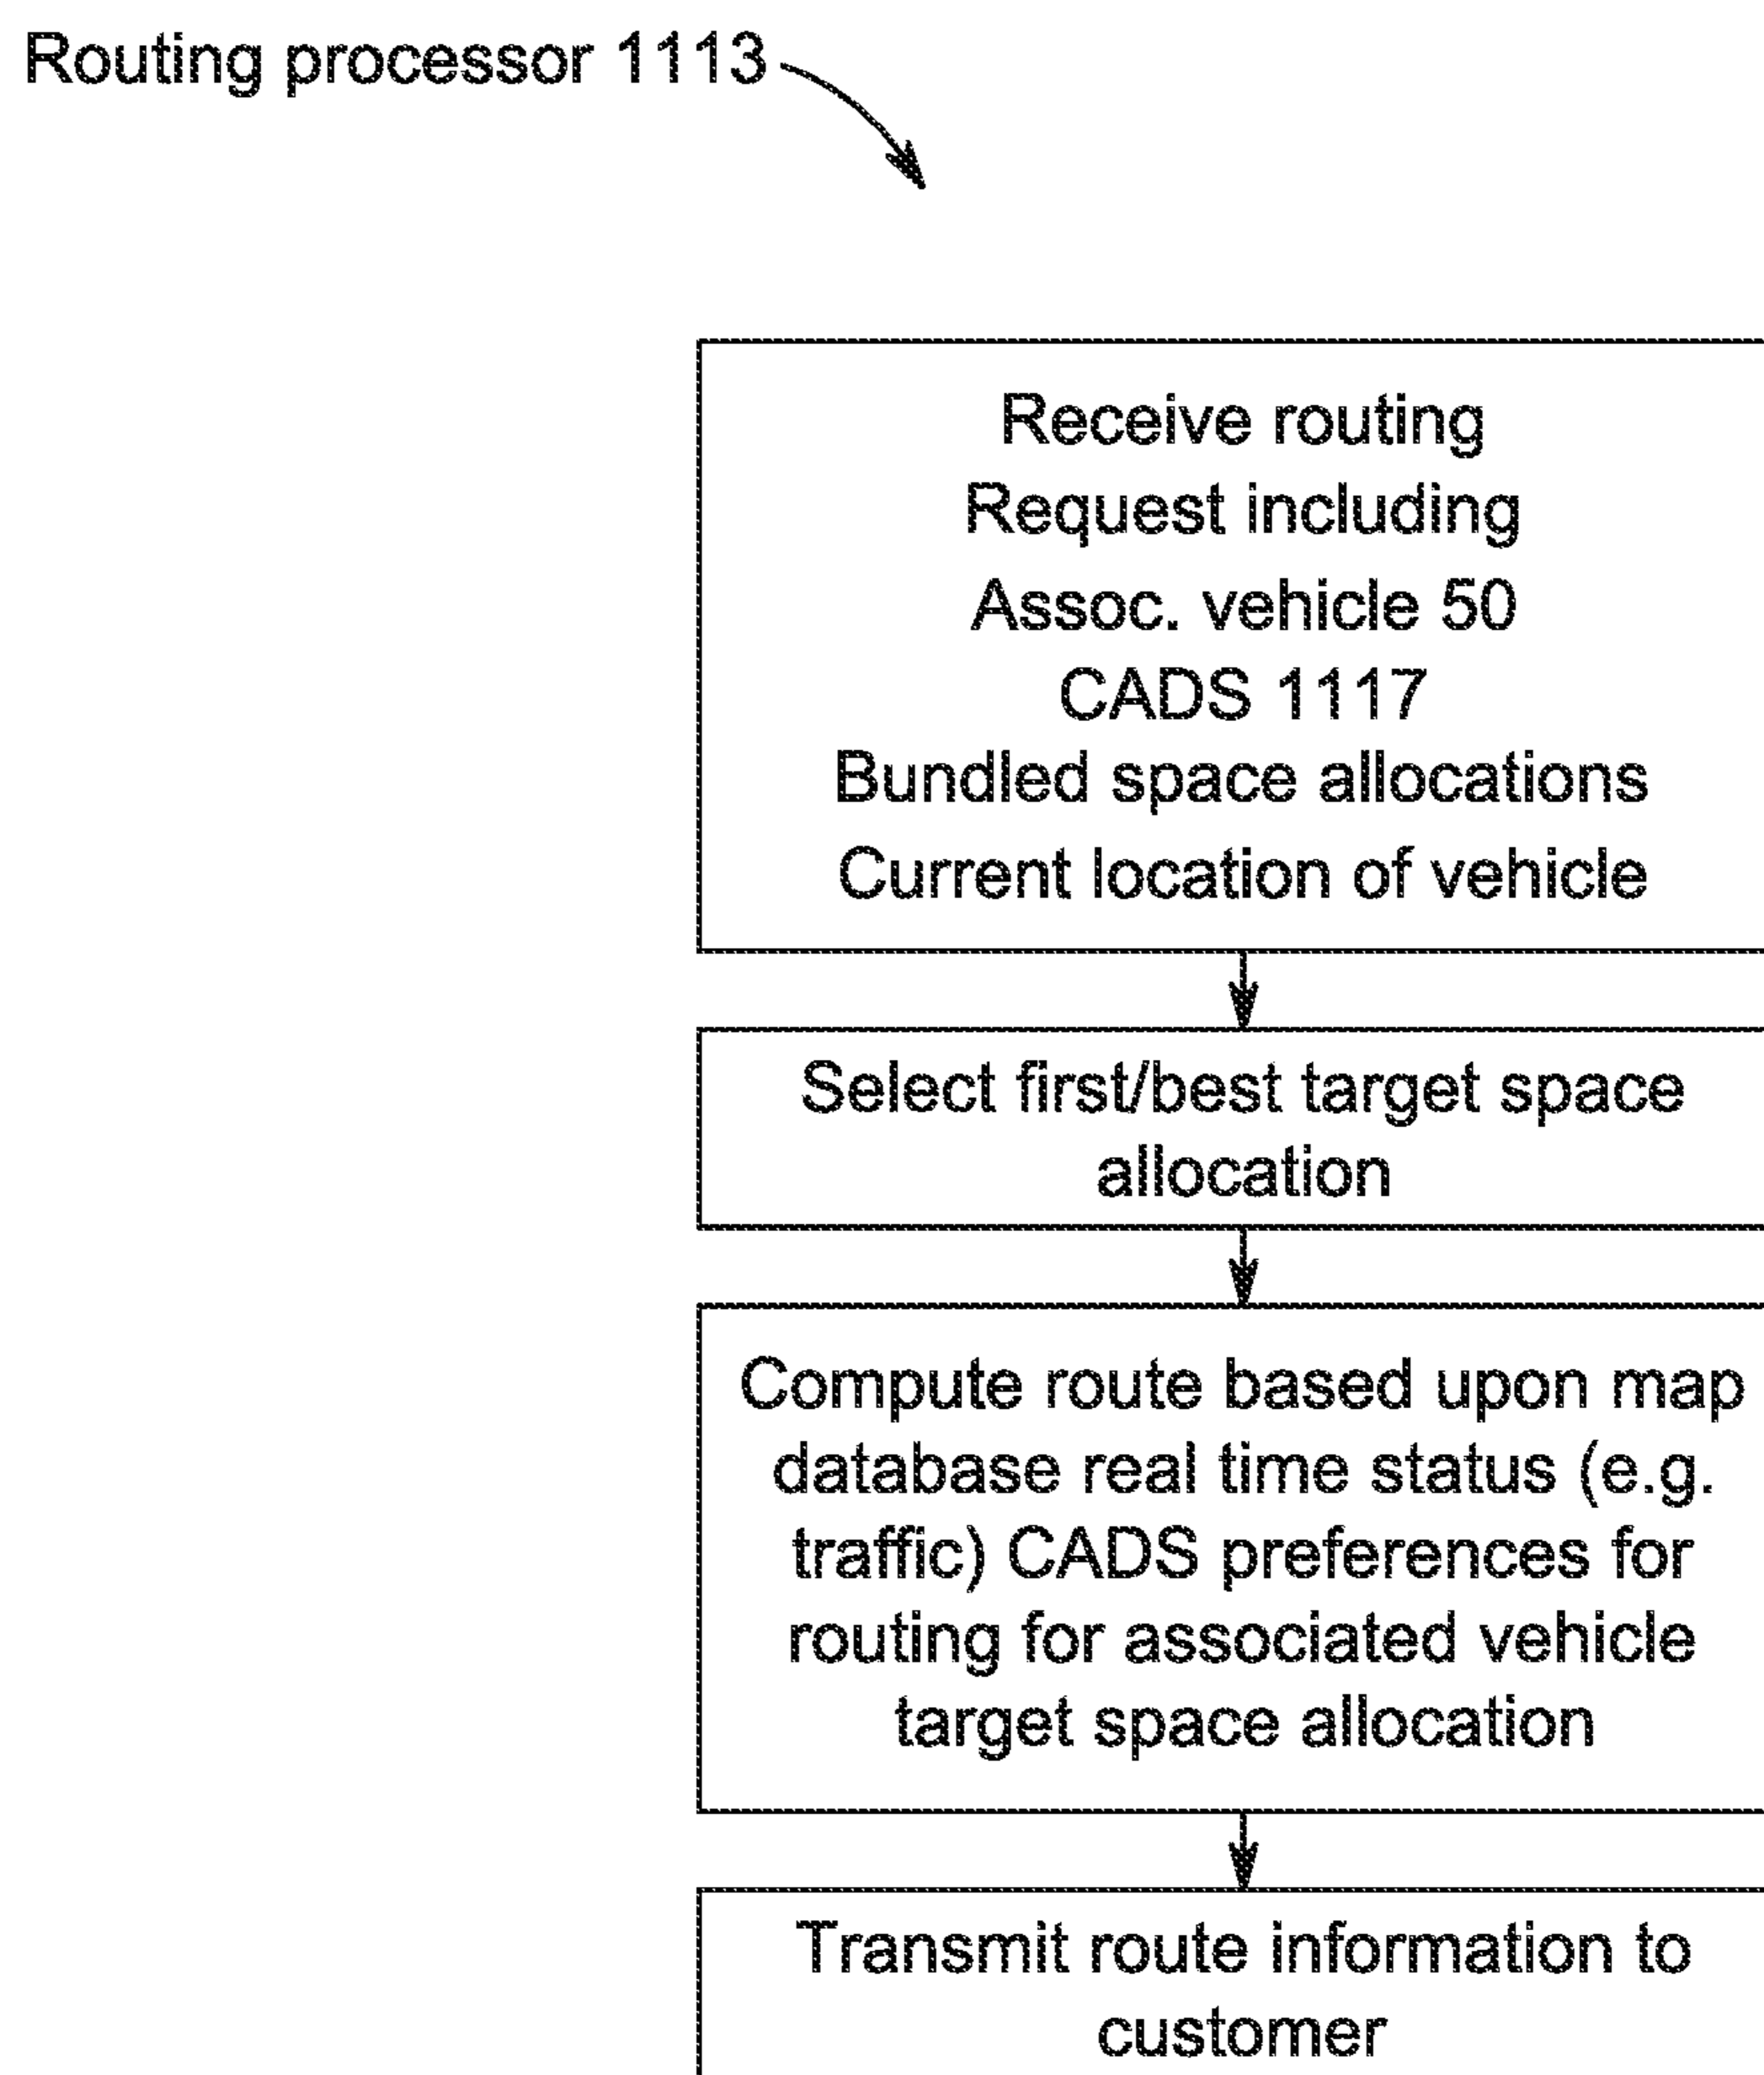 Routing processor 1113
Receive routing
Request including
Assoc. vehicle 50
CADS 1117
Bundled space allocations
Current location of vehicle
Select first/best target space
allocation
Compute route based upon map
database real time status (e.g.
traffic) CADS preferences for
routing for associated vehicle
target space allocation
Transmit route information to
customer